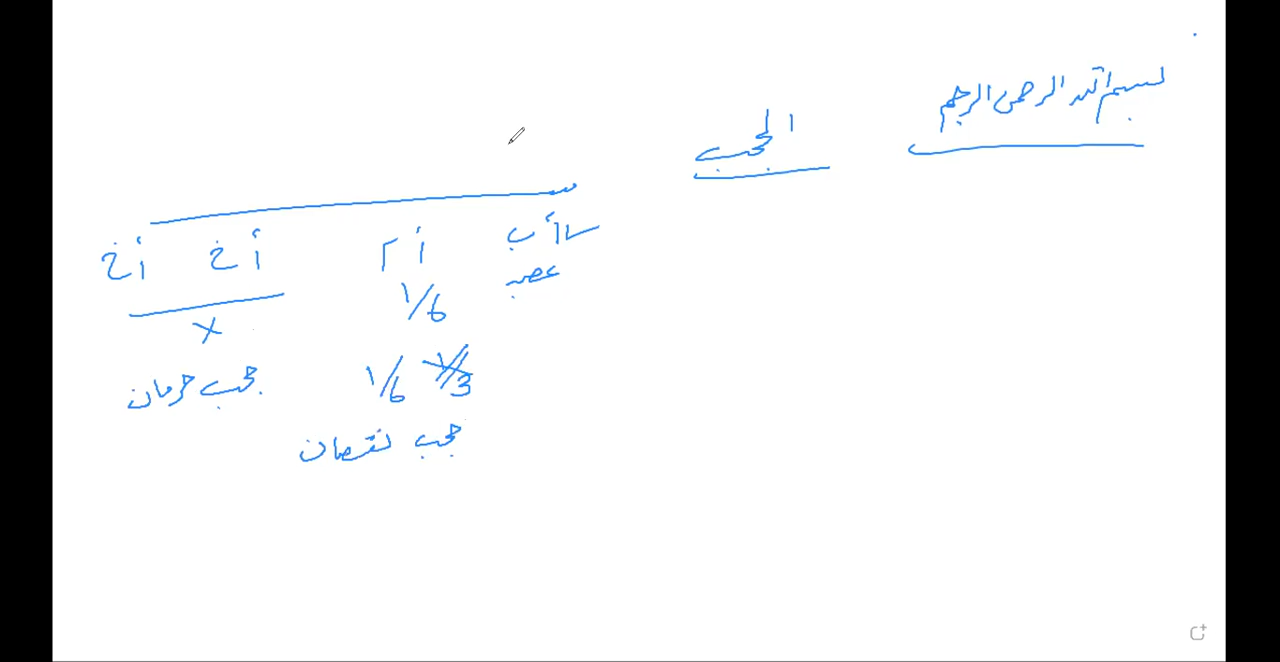 بسم الله الرحمن الرحيم
الحجب
أب أم أخ أخ
عصبه 1/6 x
1/3 1/6 حجب حرمان
حجب نقصان